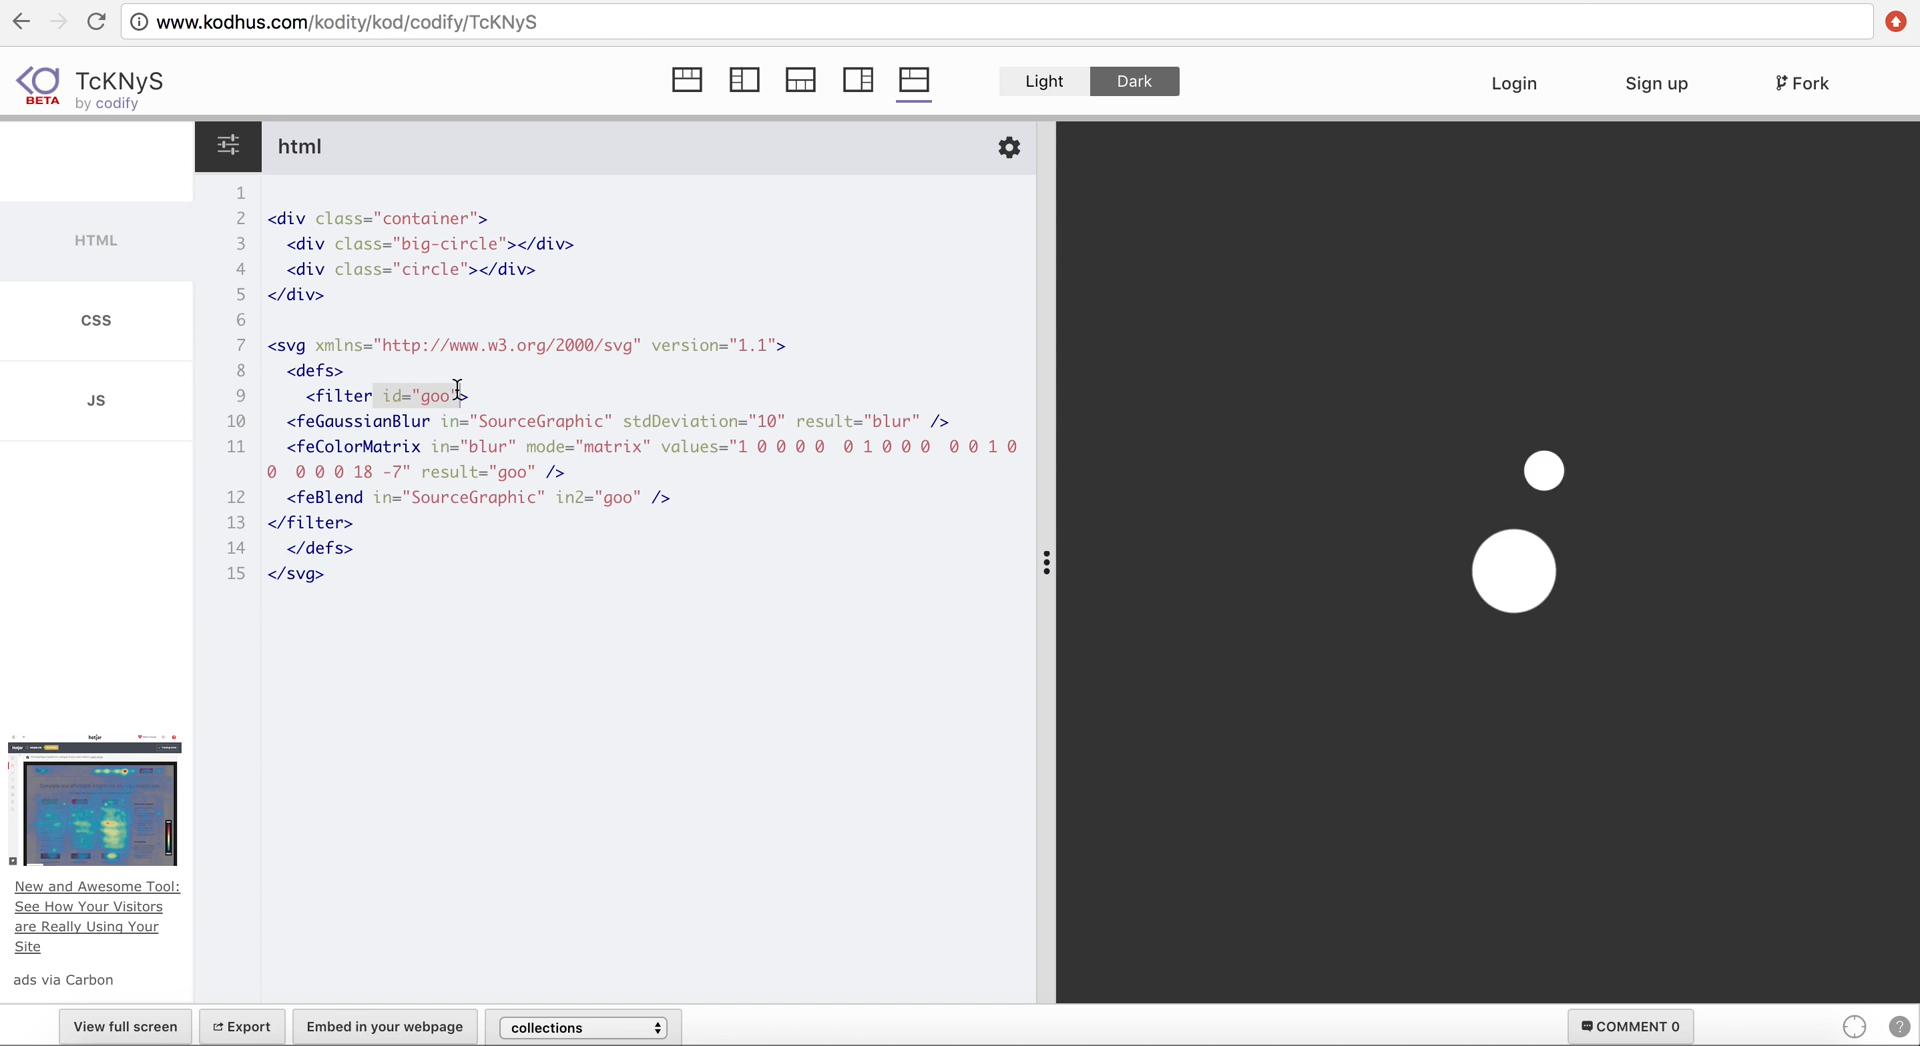 www.kodhus.com/kodity/kod/codify/TcKNyS
BETA
TcKNyS
by codify
Light
Dark
Login
Sign up
Fork
html
HTML
CSS
JS
1
2 <div class="container">
3 <div class="big-circle"></div>
4 <div class="circle"></div>
5 </div>
6
7 <svg xmlns="http://www.w3.org/2000/svg" version="1.1">
8 <defs>
9 <filter id="goo">
10 <feGaussianBlur in="SourceGraphic" stdDeviation="10" result="blur" />
11 <feColorMatrix in="blur" mode="matrix" values="1 0 0 0 0  0 1 0 0 0  0 0 1 0
0  0 0 0 18 -7" result="goo" />
12 <feBlend in="SourceGraphic" in2="goo" />
13 </filter>
14 </defs>
15 </svg>
hotjar
New and Awesome Tool:
See How Your Visitors
are Really Using Your
Site
ads via Carbon
View full screen
Export
Embed in your webpage
collections
COMMENT 0
?